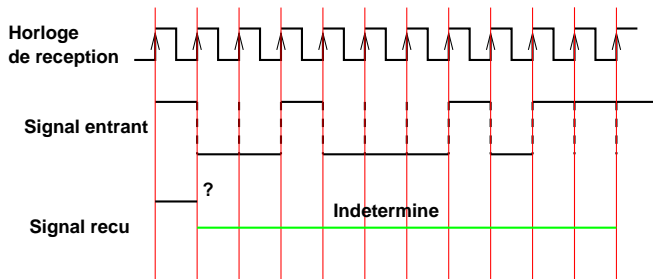 Horloge
de reception
Signal entrant
?
Indetermine
Signal recu